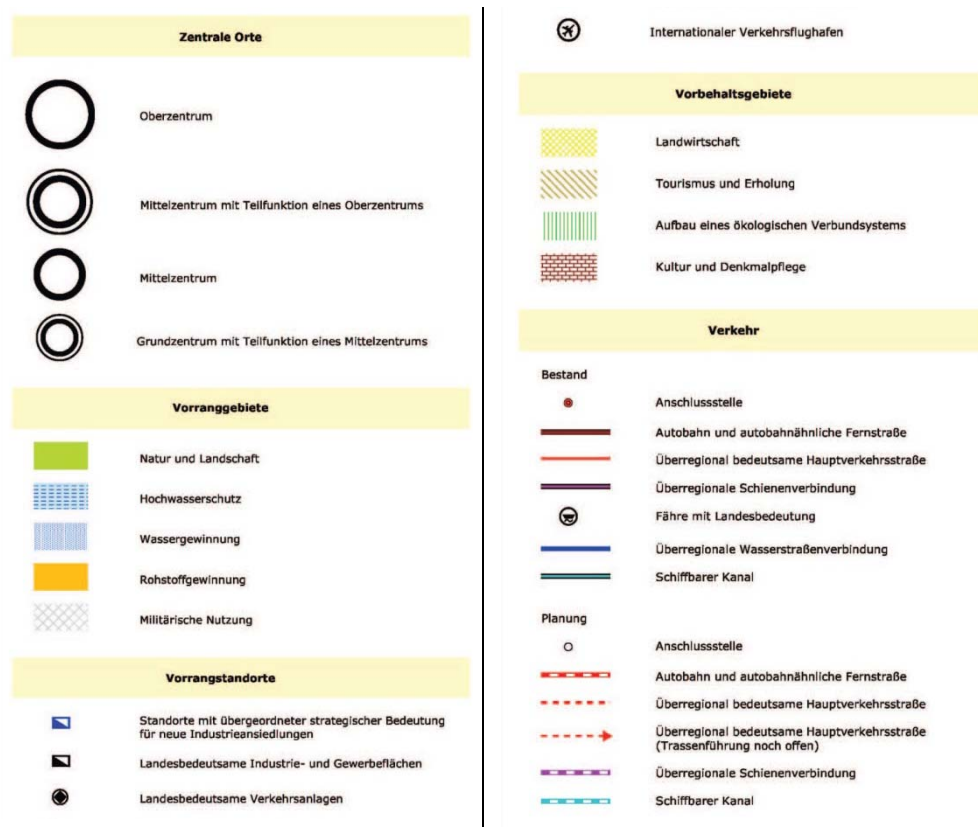 Zentrale Orte
Oberzentrum
Mittelzentrum mit Teilfunktion eines Oberzentrums
Mittelzentrum
Grundzentrum mit Teilfunktion eines Mittelzentrums
Vorranggebiete
Natur und Landschaft
Hochwasserschutz
Wassergewinnung
Rohstoffgewinnung
Militärische Nutzung
Vorrangstandorte
Standorte mit übergeordneter strategischer Bedeutung
für neue Industrieansiedlungen
Landesbedeutsame Industrie- und Gewerbeflächen
Landesbedeutsame Verkehrsanlagen
Internationaler Verkehrsflughafen
Vorbehaltsgebiete
Landwirtschaft
Tourismus und Erholung
Aufbau eines ökologischen Verbundsystems
Kultur und Denkmalpflege
Verkehr
Bestand
Anschlussstelle
Autobahn und autobahnähnliche Fernstraße
Überregional bedeutsame Hauptverkehrsstraße
Überregionale Schienenverbindung
Fähre mit Landesbedeutung
Überregionale Wasserstraßenverbindung
Schiffbarer Kanal
Planung
Anschlussstelle
Autobahn und autobahnähnliche Fernstraße
Überregional bedeutsame Hauptverkehrsstraße
Überregional bedeutsame Hauptverkehrsstraße
(Trassenführung noch offen)
Überregionale Schienenverbindung
Schiffbarer Kanal